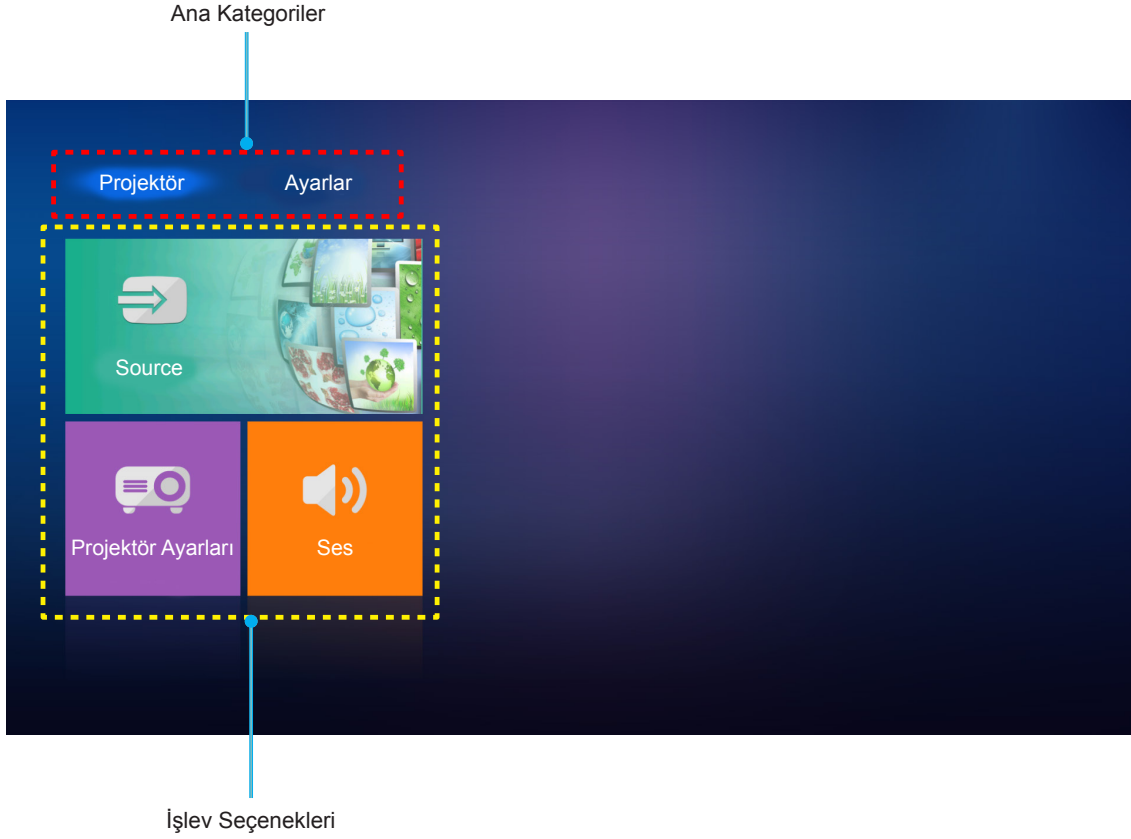 Ana Kategoriler
Projektör Ayarlar
Source
Projektör Ayarları Ses
İşlev Seçenekleri